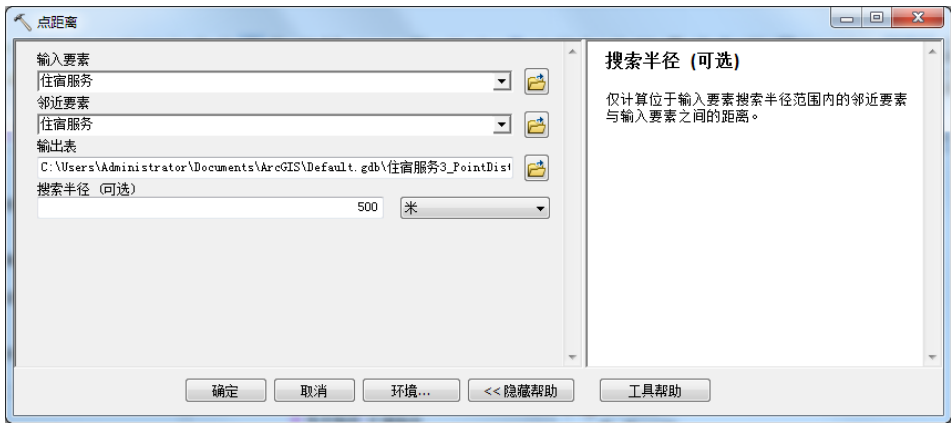 点距离
输入要素
住宿服务
邻近要素
住宿服务
输出表
C:\Users\Administrator\Documents\ArcGIS\Default.gdb\住宿服务3_PointDist
搜索半径 (可选)
500 米
搜索半径 (可选)
仅计算位于输入要素搜索半径范围内的邻近要素
与输入要素之间的距离。
确定 取消 环境... << 隐藏帮助 工具帮助